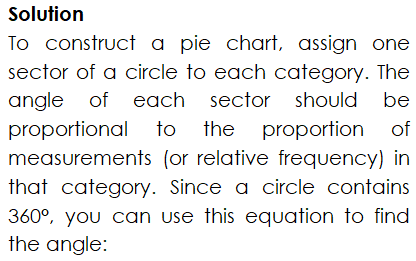 Solution
To construct a pie chart, assign one
sector of a circle to each category. The
angle of each sector should be
proportional to the proportion of
measurements (or relative frequency) in
that category. Since a circle contains
360º, you can use this equation to find
the angle: